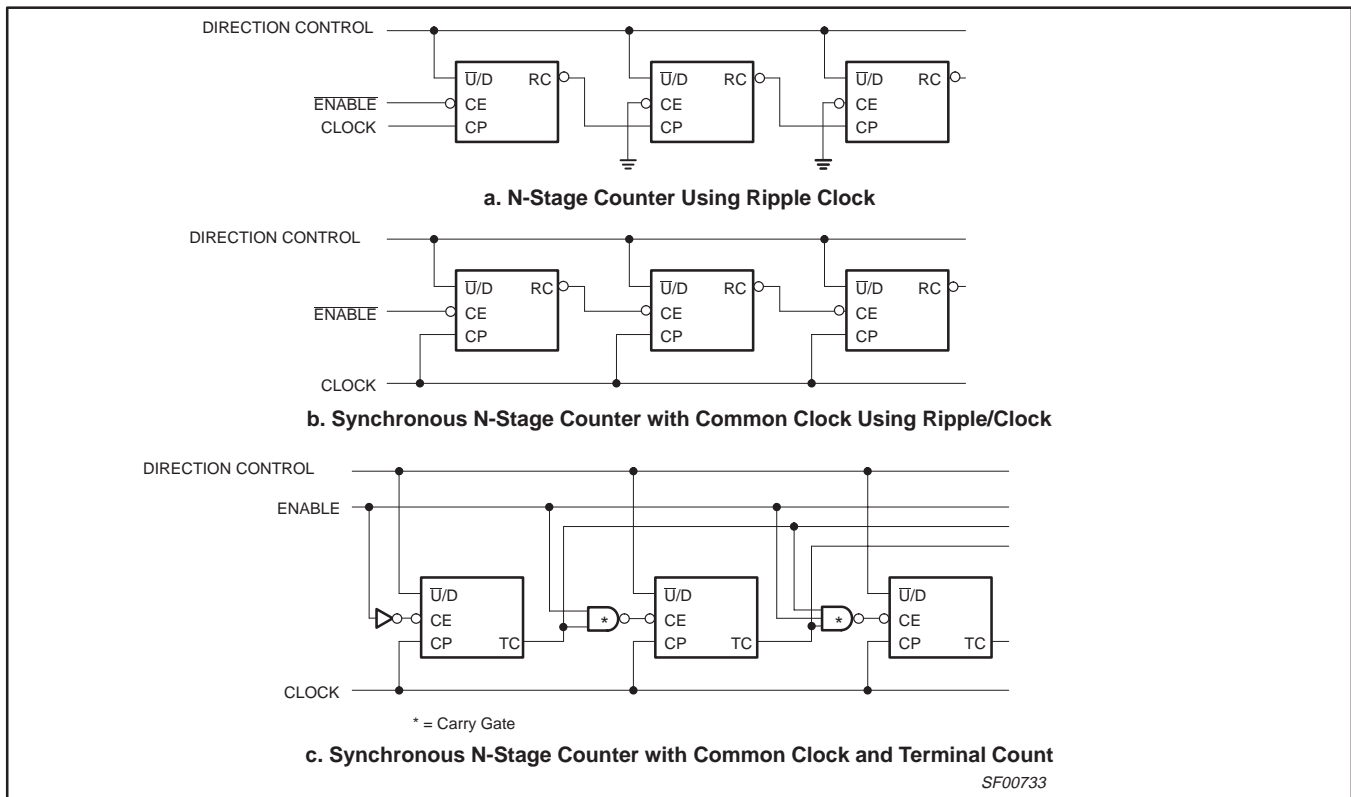 DIRECTION CONTROL
U̅/D RC U̅/D RC U̅/D RC
E̅N̅A̅B̅L̅E̅ CE CE CE
CLOCK CP CP CP
a. N-Stage Counter Using Ripple Clock
DIRECTION CONTROL
U̅/D RC U̅/D RC U̅/D RC
E̅N̅A̅B̅L̅E̅ CE CE CE
CP CP CP
CLOCK
b. Synchronous N-Stage Counter with Common Clock Using Ripple/Clock
DIRECTION CONTROL
ENABLE
U̅/D U̅/D U̅/D
CE * CE * CE
CP TC CP TC CP TC
CLOCK
* = Carry Gate
c. Synchronous N-Stage Counter with Common Clock and Terminal Count
SF00733